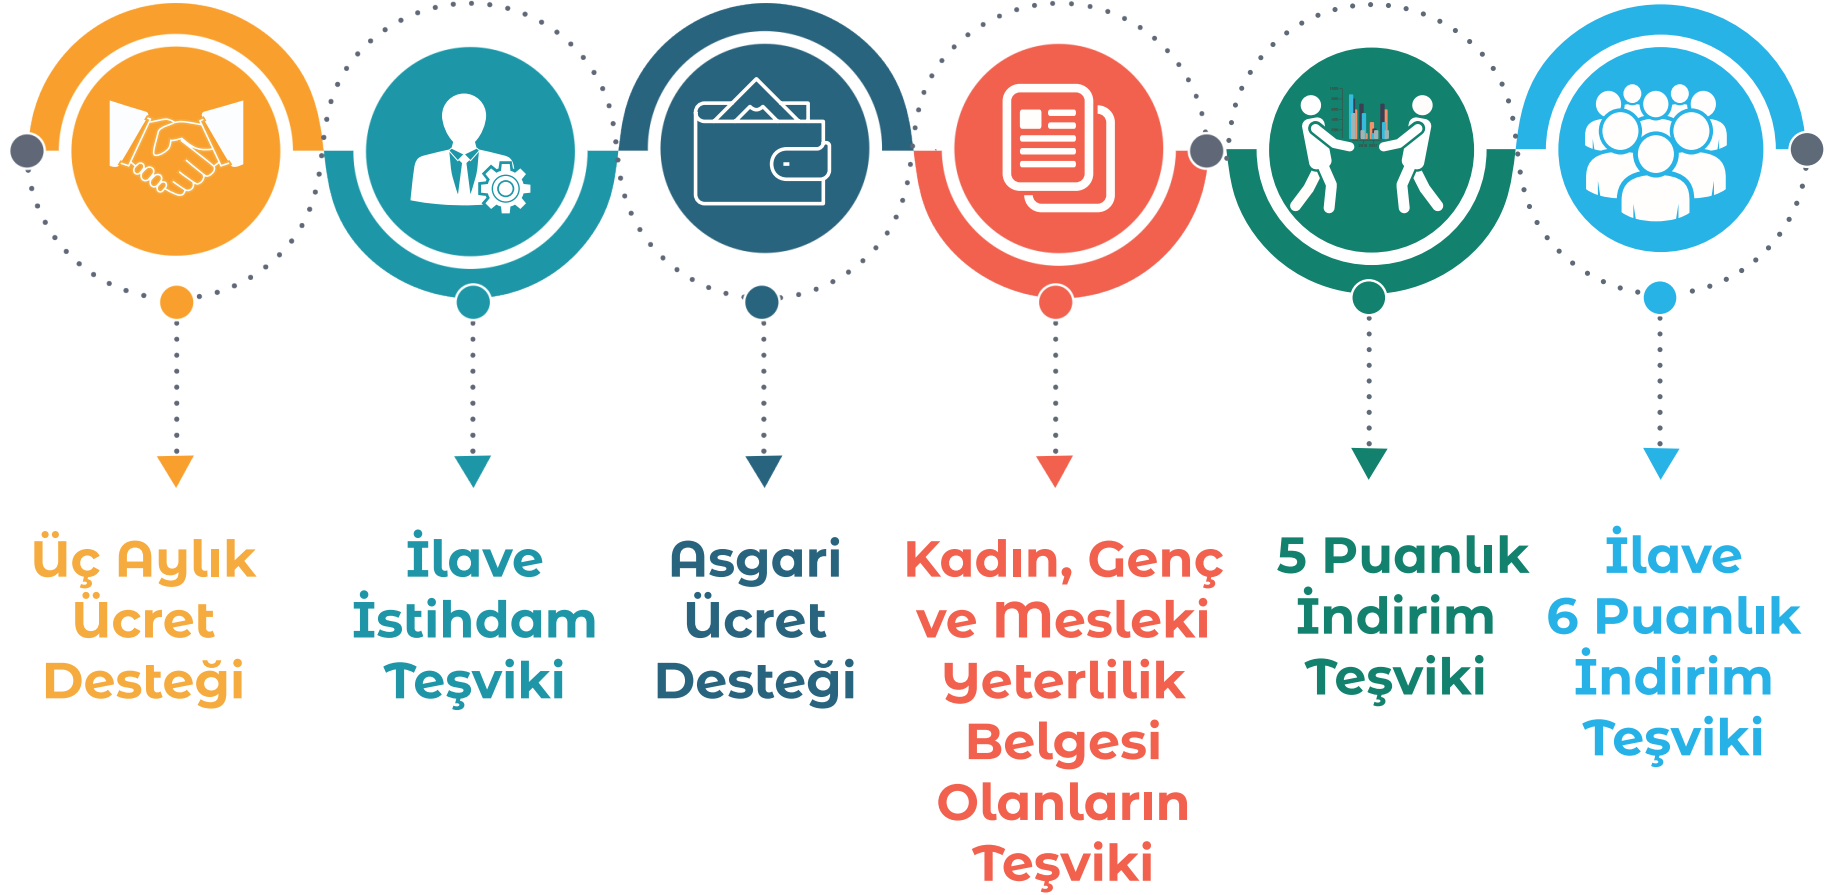 Üç Aylık
Ücret
Desteği
İlave
İstihdam
Teşviki
Asgari
Ücret
Desteği
Kadın, Genç
ve Mesleki
Yeterlilik
Belgesi
Olanların
Teşviki
5 Puanlık
İndirim
Teşviki
İlave
6 Puanlık
İndirim
Teşviki